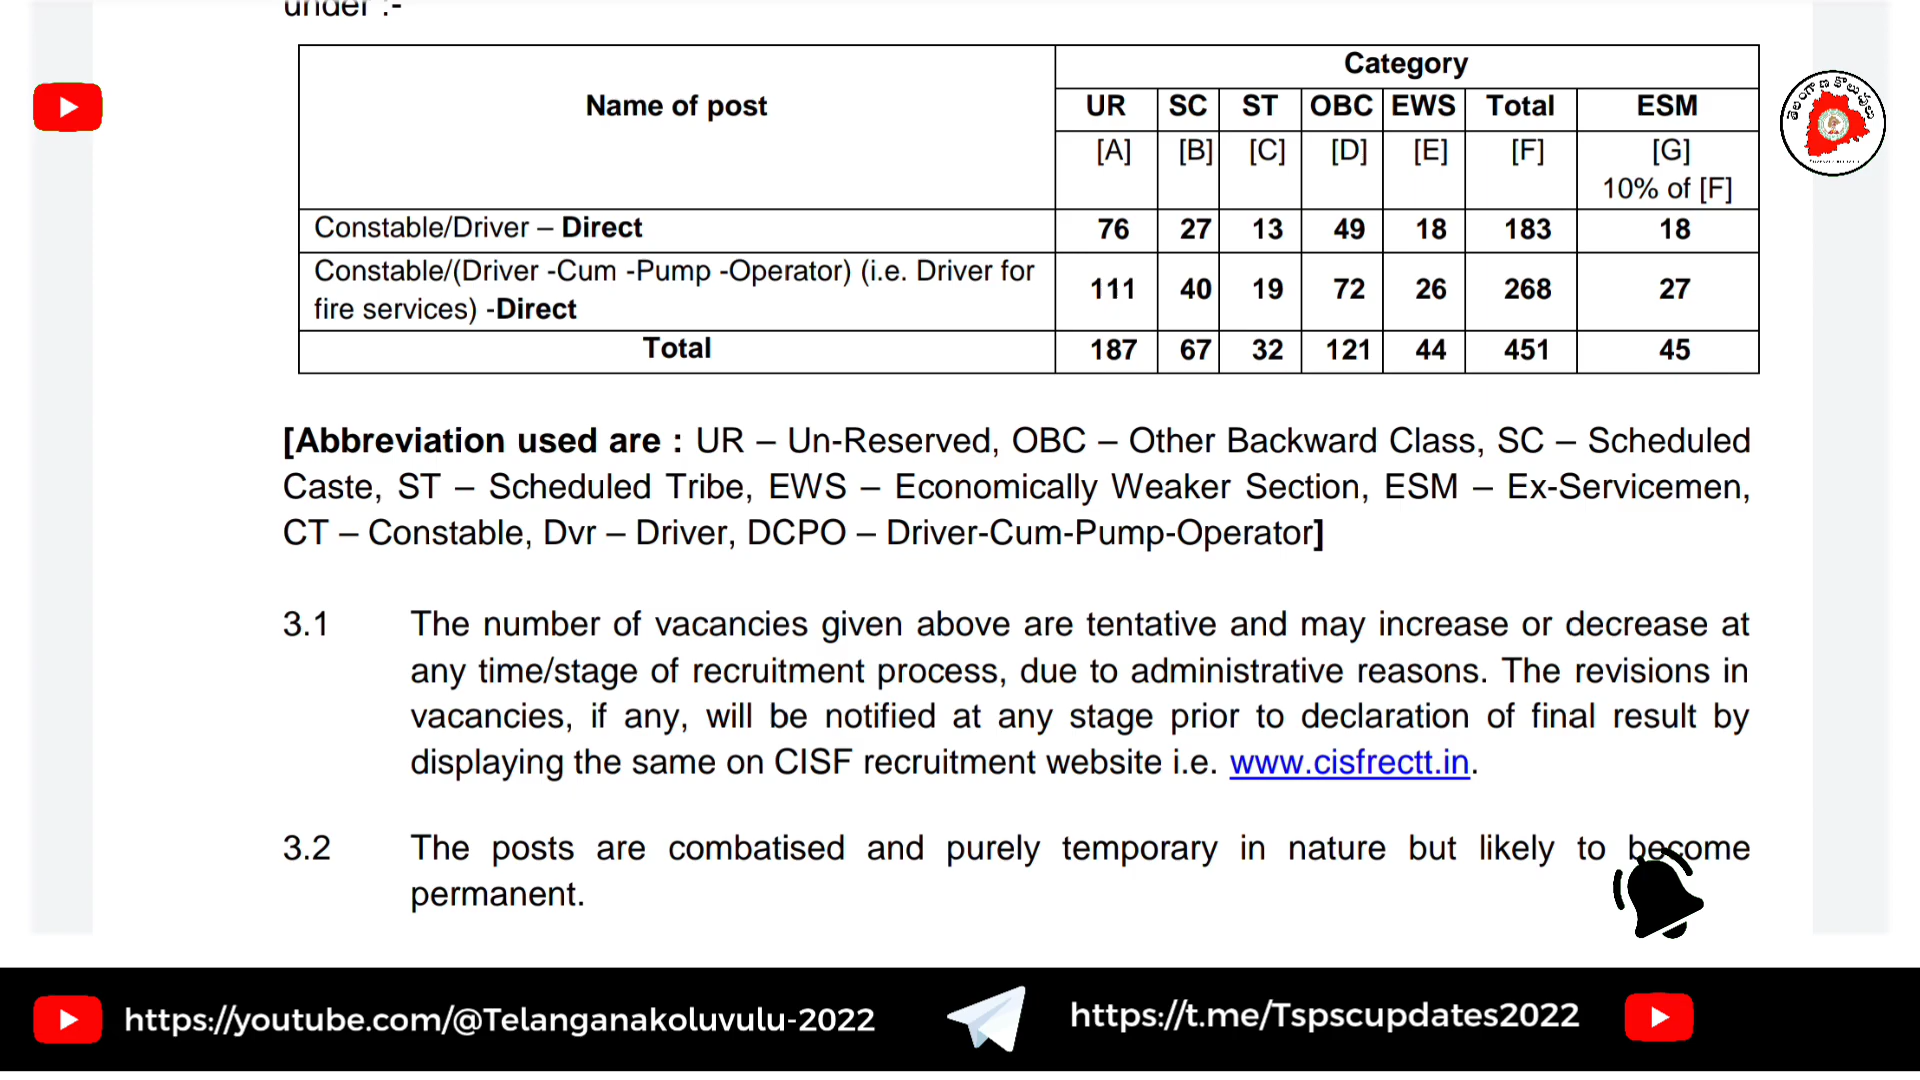 under :-
Category
Name of post UR SC ST OBC EWS Total ESM
[A] [B] [C] [D] [E] [F] [G]
10% of [F]
Constable/Driver – Direct 76 27 13 49 18 183 18
Constable/(Driver -Cum -Pump -Operator) (i.e. Driver for
fire services) -Direct 111 40 19 72 26 268 27
Total 187 67 32 121 44 451 45
[Abbreviation used are : UR – Un-Reserved, OBC – Other Backward Class, SC – Scheduled
Caste, ST – Scheduled Tribe, EWS – Economically Weaker Section, ESM – Ex-Servicemen,
CT – Constable, Dvr – Driver, DCPO – Driver-Cum-Pump-Operator]
3.1 The number of vacancies given above are tentative and may increase or decrease at
any time/stage of recruitment process, due to administrative reasons. The revisions in
vacancies, if any, will be notified at any stage prior to declaration of final result by
displaying the same on CISF recruitment website i.e. www.cisfrectt.in.
3.2 The posts are combatised and purely temporary in nature but likely to become
permanent.
తెలంగాణ కొలువులు
https://youtube.com/@Telanganakoluvulu-2022
https://t.me/Tspscupdates2022